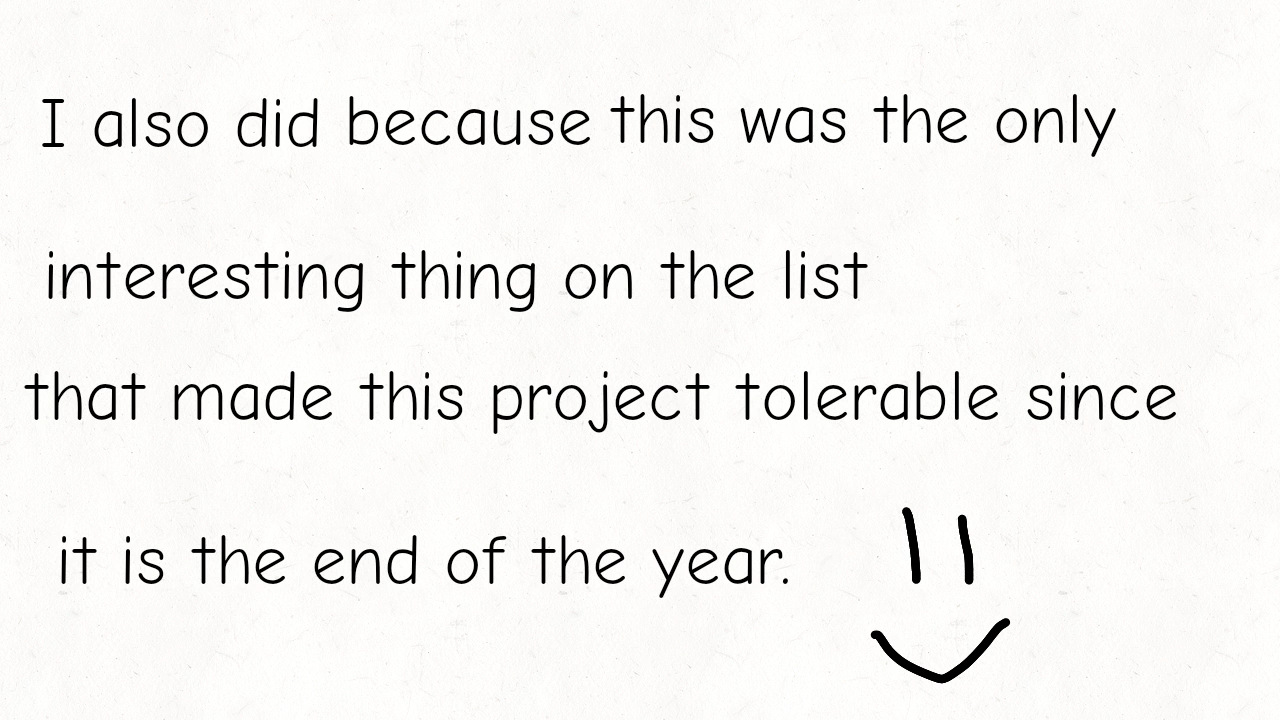 I also did because this was the only
interesting thing on the list
that made this project tolerable since
it is the end of the year.